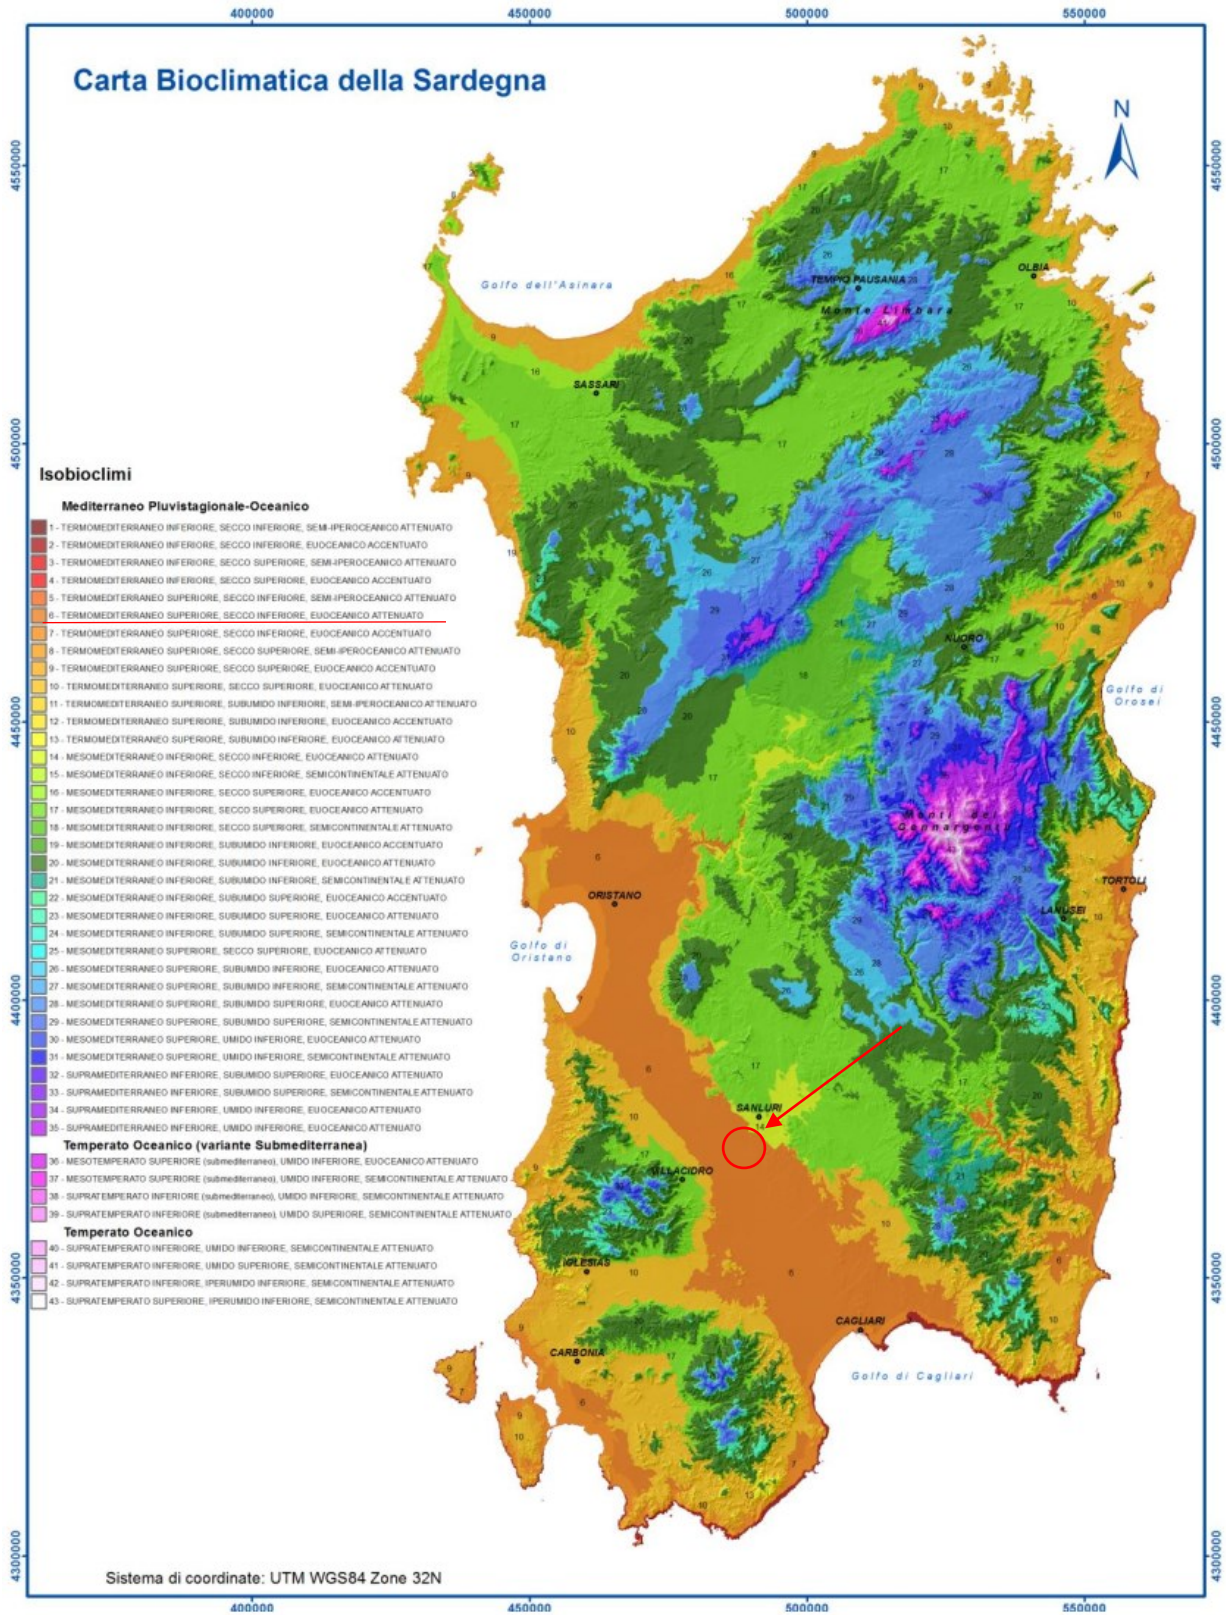 400000 450000 500000 550000
Carta Bioclimatica della Sardegna
N
4550000 4550000
Golfo dell'Asinara
TEMPIO PAUSANIA
OLBIA
Monte Limbara
SASSARI
4500000 4500000
Isobioclimi
Mediterraneo Pluvistagionale-Oceanico
1 - TERMOMEDITERRANEO INFERIORE, SECCO INFERIORE, SEMI-IPEROCEANICO ATTENUATO
2 - TERMOMEDITERRANEO INFERIORE, SECCO INFERIORE, EUOCEANICO ACCENTUATO
3 - TERMOMEDITERRANEO INFERIORE, SECCO SUPERIORE, SEMI-IPEROCEANICO ATTENUATO
4 - TERMOMEDITERRANEO INFERIORE, SECCO SUPERIORE, EUOCEANICO ACCENTUATO
5 - TERMOMEDITERRANEO SUPERIORE, SECCO INFERIORE, SEMI-IPEROCEANICO ATTENUATO
6 - TERMOMEDITERRANEO SUPERIORE, SECCO INFERIORE, EUOCEANICO ATTENUATO
7 - TERMOMEDITERRANEO SUPERIORE, SECCO INFERIORE, EUOCEANICO ACCENTUATO
8 - TERMOMEDITERRANEO SUPERIORE, SECCO SUPERIORE, SEMI-IPEROCEANICO ATTENUATO
9 - TERMOMEDITERRANEO SUPERIORE, SECCO SUPERIORE, EUOCEANICO ACCENTUATO
10 - TERMOMEDITERRANEO SUPERIORE, SECCO SUPERIORE, EUOCEANICO ATTENUATO
11 - TERMOMEDITERRANEO SUPERIORE, SUBUMIDO INFERIORE, SEMI-IPEROCEANICO ATTENUATO
12 - TERMOMEDITERRANEO SUPERIORE, SUBUMIDO INFERIORE, EUOCEANICO ACCENTUATO
13 - TERMOMEDITERRANEO SUPERIORE, SUBUMIDO INFERIORE, EUOCEANICO ATTENUATO
14 - MESOMEDITERRANEO INFERIORE, SECCO INFERIORE, EUOCEANICO ATTENUATO
15 - MESOMEDITERRANEO INFERIORE, SECCO INFERIORE, SEMICONTINENTALE ATTENUATO
16 - MESOMEDITERRANEO INFERIORE, SECCO SUPERIORE, EUOCEANICO ACCENTUATO
17 - MESOMEDITERRANEO INFERIORE, SECCO SUPERIORE, EUOCEANICO ATTENUATO
18 - MESOMEDITERRANEO INFERIORE, SECCO SUPERIORE, SEMICONTINENTALE ATTENUATO
19 - MESOMEDITERRANEO INFERIORE, SUBUMIDO INFERIORE, EUOCEANICO ACCENTUATO
20 - MESOMEDITERRANEO INFERIORE, SUBUMIDO INFERIORE, EUOCEANICO ATTENUATO
21 - MESOMEDITERRANEO INFERIORE, SUBUMIDO INFERIORE, SEMICONTINENTALE ATTENUATO
22 - MESOMEDITERRANEO INFERIORE, SUBUMIDO SUPERIORE, EUOCEANICO ACCENTUATO
23 - MESOMEDITERRANEO INFERIORE, SUBUMIDO SUPERIORE, EUOCEANICO ATTENUATO
24 - MESOMEDITERRANEO INFERIORE, SUBUMIDO SUPERIORE, SEMICONTINENTALE ATTENUATO
25 - MESOMEDITERRANEO SUPERIORE, SECCO SUPERIORE, EUOCEANICO ATTENUATO
26 - MESOMEDITERRANEO SUPERIORE, SUBUMIDO INFERIORE, EUOCEANICO ATTENUATO
27 - MESOMEDITERRANEO SUPERIORE, SUBUMIDO INFERIORE, SEMICONTINENTALE ATTENUATO
28 - MESOMEDITERRANEO SUPERIORE, SUBUMIDO SUPERIORE, EUOCEANICO ATTENUATO
29 - MESOMEDITERRANEO SUPERIORE, SUBUMIDO SUPERIORE, SEMICONTINENTALE ATTENUATO
30 - MESOMEDITERRANEO SUPERIORE, UMIDO INFERIORE, EUOCEANICO ATTENUATO
31 - MESOMEDITERRANEO SUPERIORE, UMIDO INFERIORE, SEMICONTINENTALE ATTENUATO
32 - SUPRAMEDITERRANEO INFERIORE, SUBUMIDO SUPERIORE, EUOCEANICO ATTENUATO
33 - SUPRAMEDITERRANEO INFERIORE, SUBUMIDO SUPERIORE, SEMICONTINENTALE ATTENUATO
34 - SUPRAMEDITERRANEO INFERIORE, UMIDO INFERIORE, EUOCEANICO ATTENUATO
35 - SUPRAMEDITERRANEO INFERIORE, UMIDO INFERIORE, EUOCEANICO ATTENUATO
Temperato Oceanico (variante Submediterranea)
36 - MESOTEMPERATO SUPERIORE (submediterraneo), UMIDO INFERIORE, EUOCEANICO ATTENUATO
37 - MESOTEMPERATO SUPERIORE (submediterraneo), UMIDO INFERIORE, SEMICONTINENTALE ATTENUATO
38 - SUPRATEMPERATO INFERIORE (submediterraneo), UMIDO INFERIORE, SEMICONTINENTALE ATTENUATO
39 - SUPRATEMPERATO INFERIORE (submediterraneo), UMIDO SUPERIORE, SEMICONTINENTALE ATTENUATO
Temperato Oceanico
40 - SUPRATEMPERATO INFERIORE, UMIDO INFERIORE, SEMICONTINENTALE ATTENUATO
41 - SUPRATEMPERATO INFERIORE, UMIDO SUPERIORE, SEMICONTINENTALE ATTENUATO
42 - SUPRATEMPERATO INFERIORE, IPERUMIDO INFERIORE, SEMICONTINENTALE ATTENUATO
43 - SUPRATEMPERATO SUPERIORE, IPERUMIDO INFERIORE, SEMICONTINENTALE ATTENUATO
NUORO
Golfo di
Orosei
4450000 4450000
Monti del
Gennargentu
ORISTANO
TORTOLI
LANUSEI
Golfo di
Oristano
4400000 4400000
SANLURI
VILLACIDRO
IGLESIAS
4350000 4350000
CAGLIARI
CARBONIA
Golfo di Cagliari
4300000 4300000
Sistema di coordinate: UTM WGS84 Zone 32N
400000 450000 500000 550000